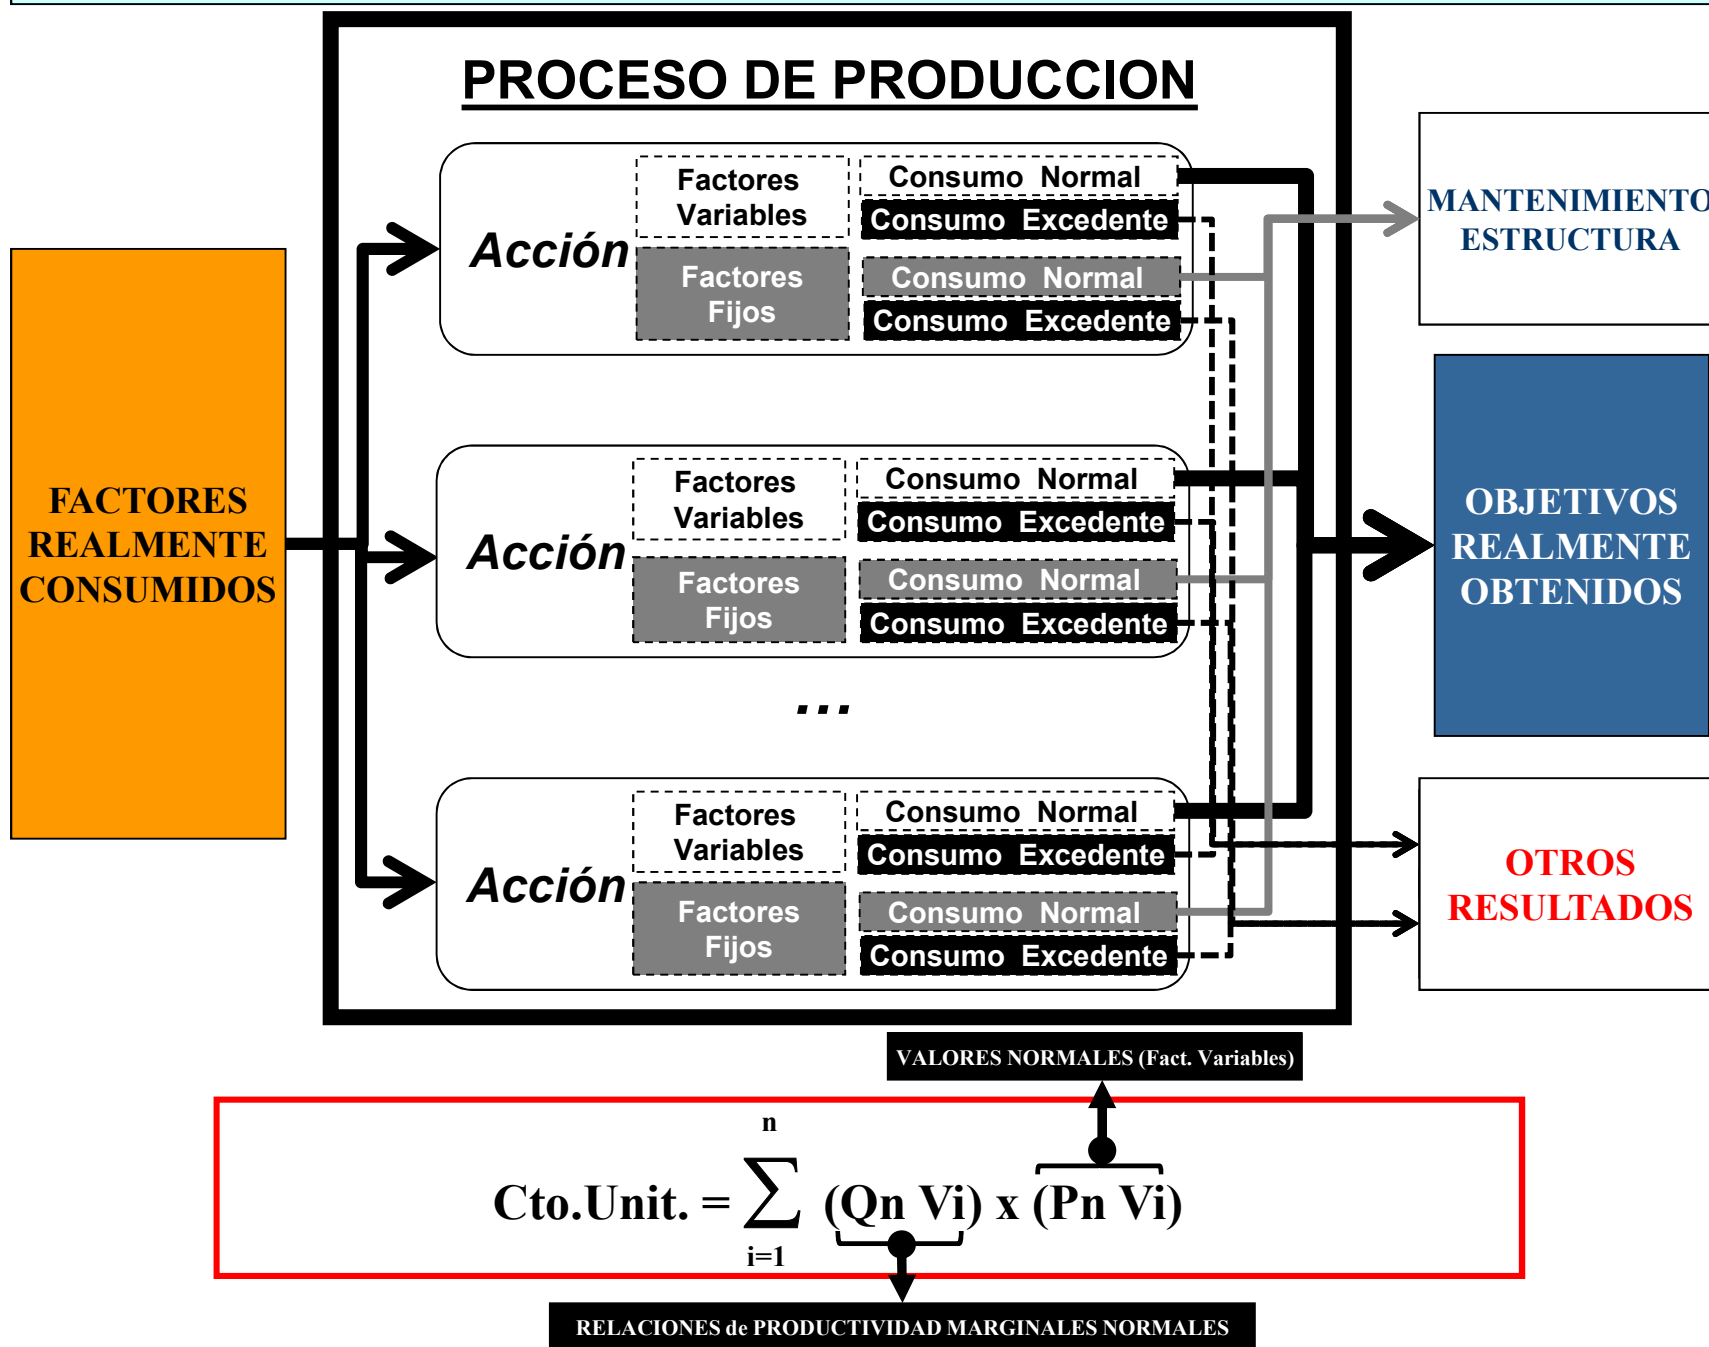 PROCESO DE PRODUCCION
FACTORES
REALMENTE
CONSUMIDOS
Acción
Factores
Variables
Factores
Fijos
Consumo Normal
Consumo Excedente
Consumo Normal
Consumo Excedente
Acción
Factores
Variables
Factores
Fijos
Consumo Normal
Consumo Excedente
Consumo Normal
Consumo Excedente
...
Acción
Factores
Variables
Factores
Fijos
Consumo Normal
Consumo Excedente
Consumo Normal
Consumo Excedente
MANTENIMIENTO
ESTRUCTURA
OBJETIVOS
REALMENTE
OBTENIDOS
OTROS
RESULTADOS
VALORES NORMALES (Fact. Variables)
n
Cto.Unit. = ∑ (Qn Vi) x (Pn Vi)
i=1
RELACIONES de PRODUCTIVIDAD MARGINALES NORMALES